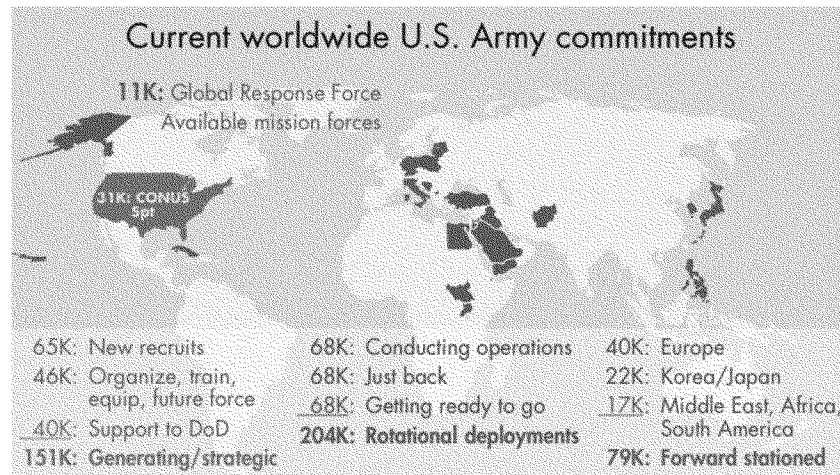 Current worldwide U.S. Army commitments
11K: Global Response Force
Available mission forces
31K: CONUS
Spt
65K: New recruits
46K: Organize, train,
equip, future force
40K: Support to DoD
151K: Generating/strategic
68K: Conducting operations
68K: Just back
68K: Getting ready to go
204K: Rotational deployments
40K: Europe
22K: Korea/Japan
17K: Middle East, Africa,
South America
79K: Forward stationed